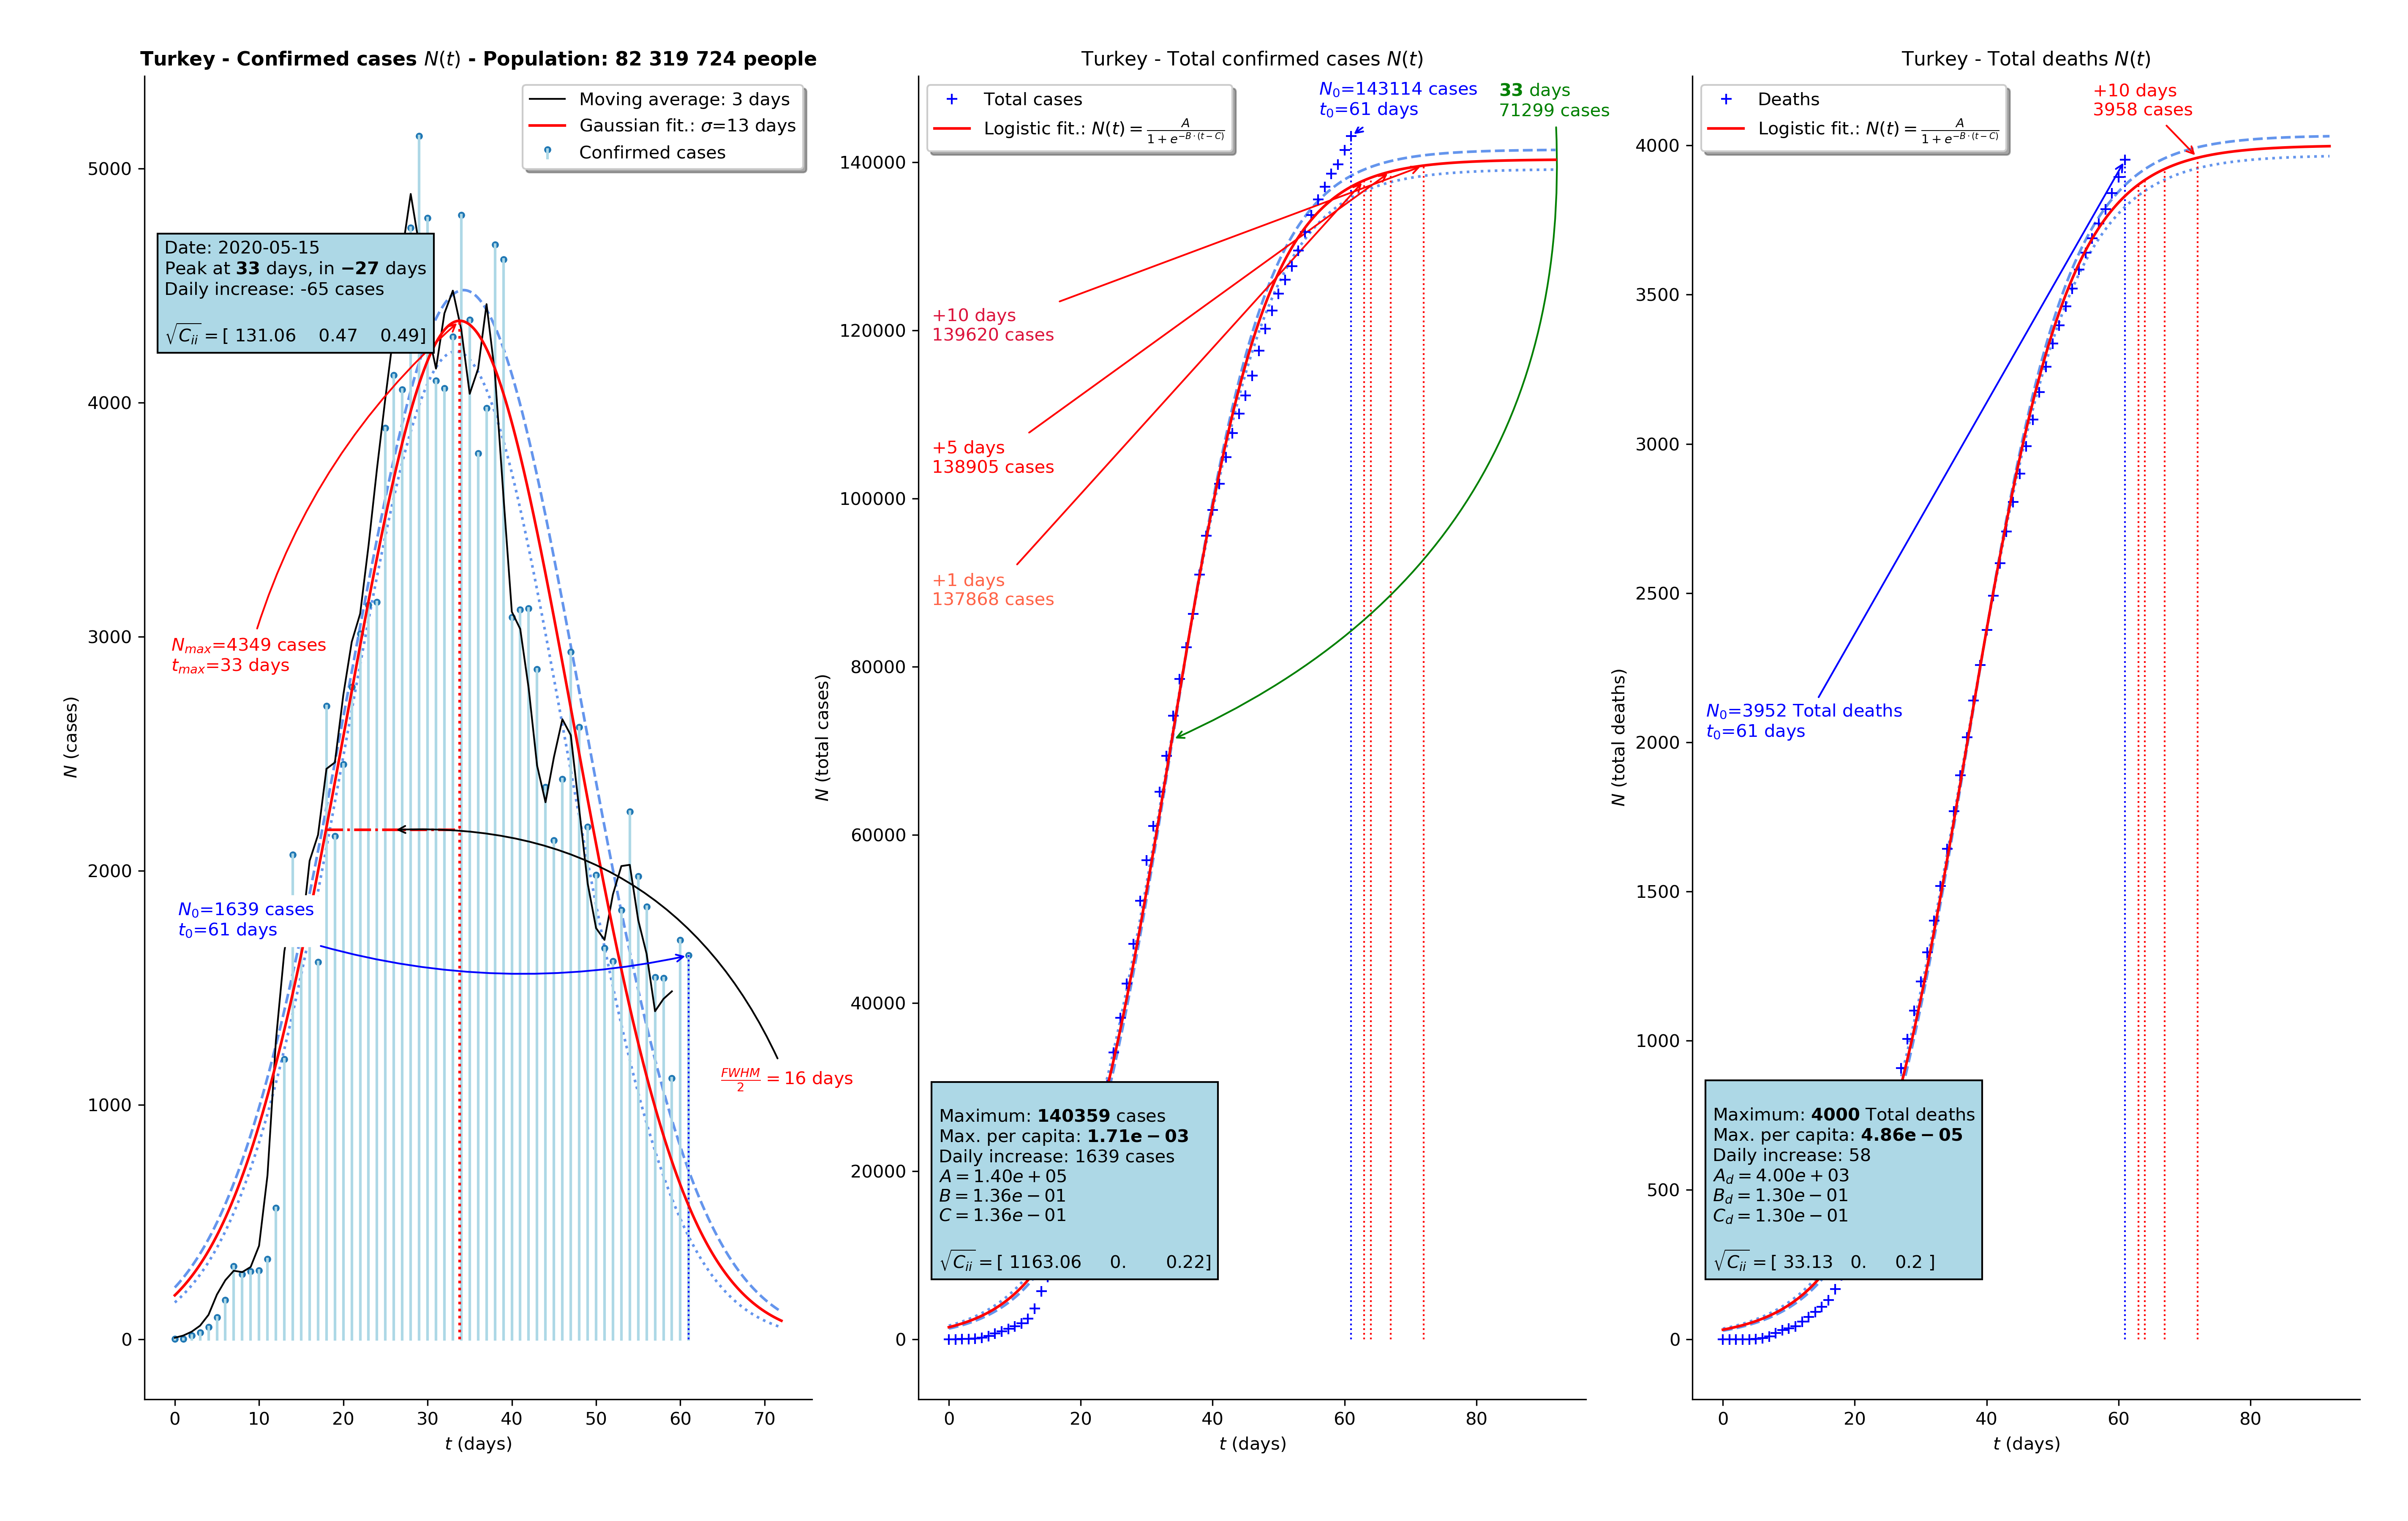 Turkey - Confirmed cases N(t) - Population: 82 319 724 people
Moving average: 3 days
Gaussian fit.: σ=13 days
Confirmed cases
Date: 2020-05-15
Peak at 33 days, in −27 days
Daily increase: -65 cases
√C_ii = [ 131.06 0.47 0.49]
N_max=4349 cases
t_max=33 days
N_0=1639 cases
t_0=61 days
FWHM/2 = 16 days
N (cases)
5000
4000
3000
2000
1000
0
0 10 20 30 40 50 60 70
t (days)
Turkey - Total confirmed cases N(t)
Total cases
Logistic fit.: N(t) = A/(1 + e^{−B·(t−C)})
N_0=143114 cases
t_0=61 days
33 days
71299 cases
+10 days
139620 cases
+5 days
138905 cases
+1 days
137868 cases
Maximum: 140359 cases
Max. per capita: 1.71e − 03
Daily increase: 1639 cases
A = 1.40e + 05
B = 1.36e − 01
C = 1.36e − 01
√C_ii = [ 1163.06 0. 0.22]
N (total cases)
140000
120000
100000
80000
60000
40000
20000
0
0 20 40 60 80
t (days)
Turkey - Total deaths N(t)
Deaths
Logistic fit.: N(t) = A/(1 + e^{−B·(t−C)})
+10 days
3958 cases
N_0=3952 Total deaths
t_0=61 days
Maximum: 4000 Total deaths
Max. per capita: 4.86e − 05
Daily increase: 58
A_d = 4.00e + 03
B_d = 1.30e − 01
C_d = 1.30e − 01
√C_ii = [ 33.13 0. 0.2 ]
N (total deaths)
4000
3500
3000
2500
2000
1500
1000
500
0
0 20 40 60 80
t (days)